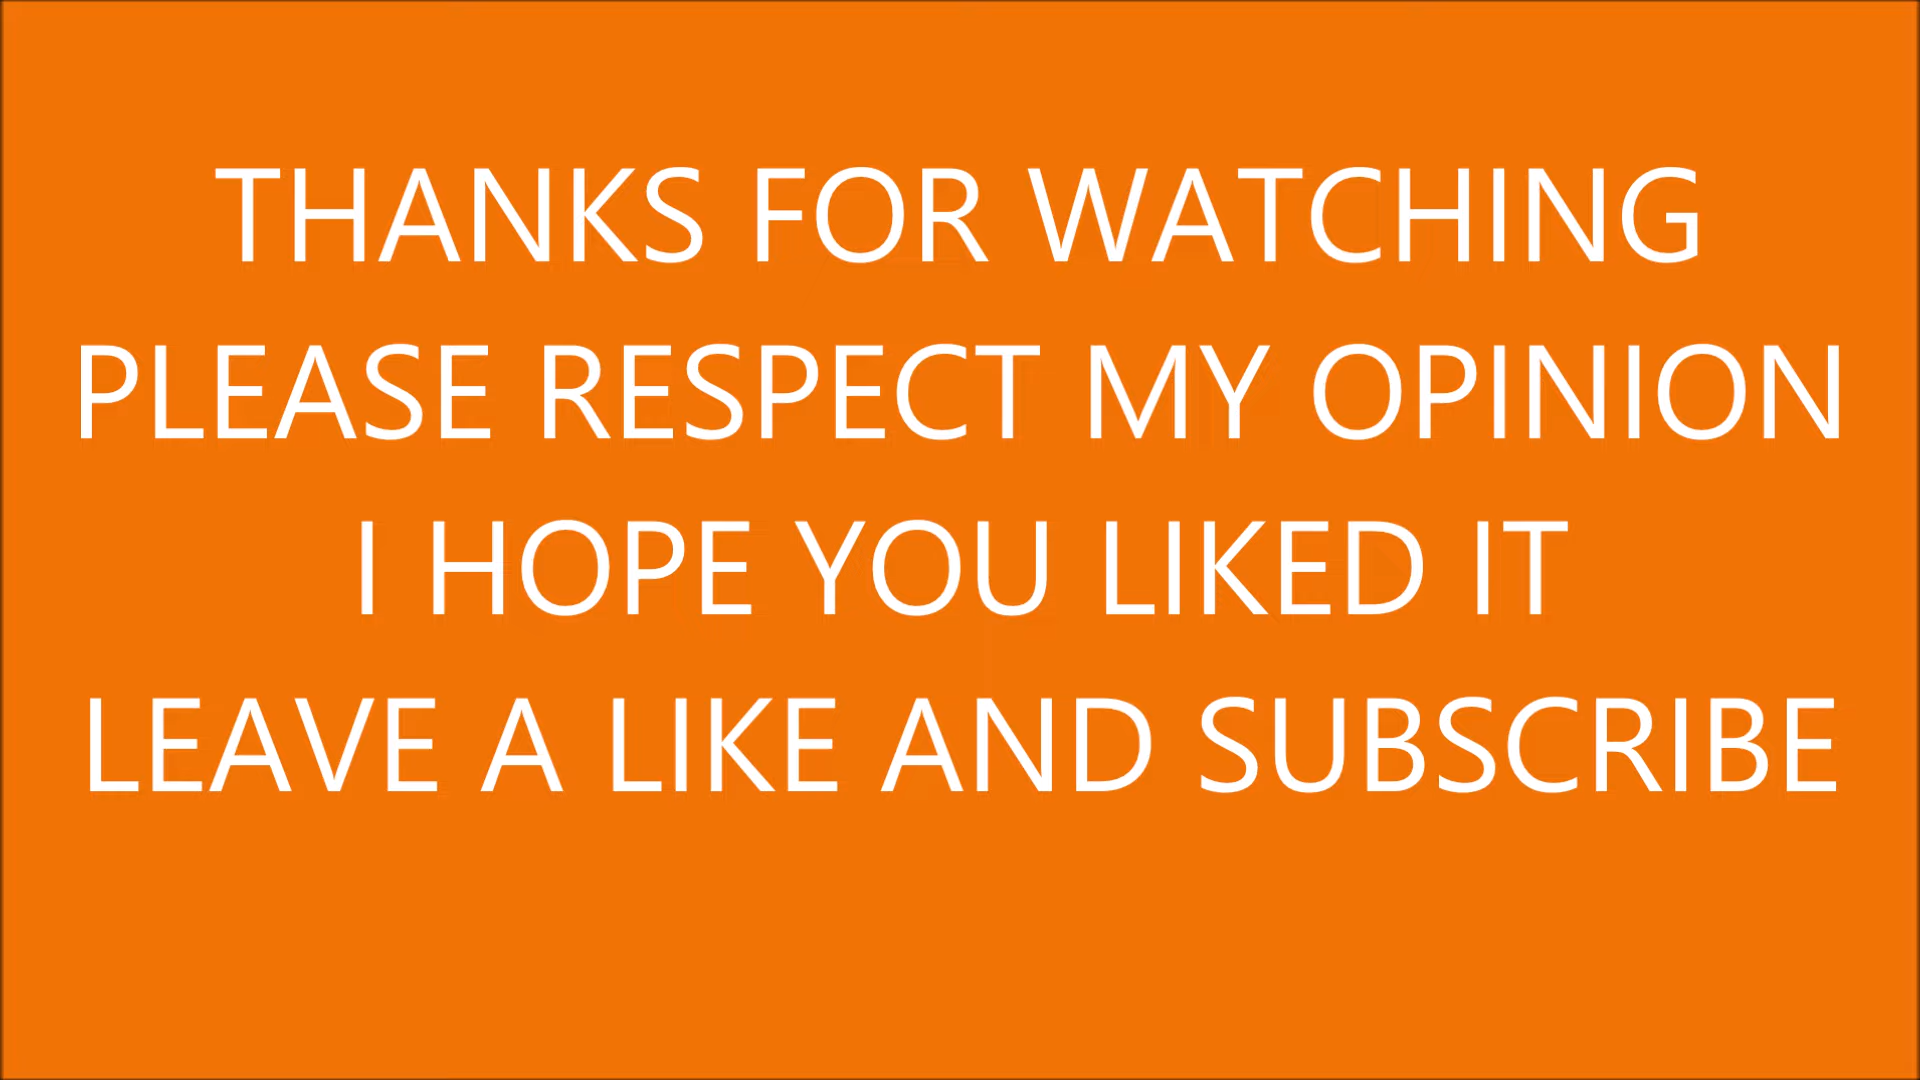 THANKS FOR WATCHING
PLEASE RESPECT MY OPINION
I HOPE YOU LIKED IT
LEAVE A LIKE AND SUBSCRIBE